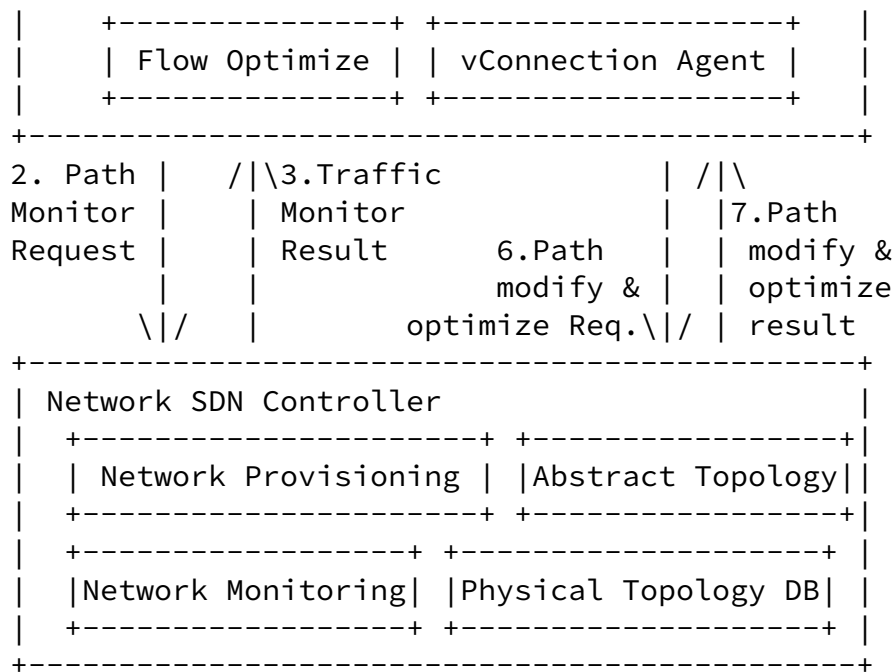 |     +---------------+ +-------------------+    |
|     | Flow Optimize | | vConnection Agent |    |
|     +---------------+ +-------------------+    |
+----------------------------------------------+
2. Path |    /|\3.Traffic             | /|\
Monitor |     | Monitor               |  |7.Path
Request |     | Result      6.Path    |  | modify &
        |     |             modify &  |  | optimize
       \|/    |        optimize Req.\|/ | result
+----------------------------------------------+
| Network SDN Controller                       |
|  +----------------------+ +-----------------+|
|  | Network Provisioning | |Abstract Topology||
|  +----------------------+ +-----------------+|
|  +------------------+ +--------------------+ |
|  |Network Monitoring| |Physical Topology DB| |
|  +------------------+ +--------------------+ |
+----------------------------------------------+